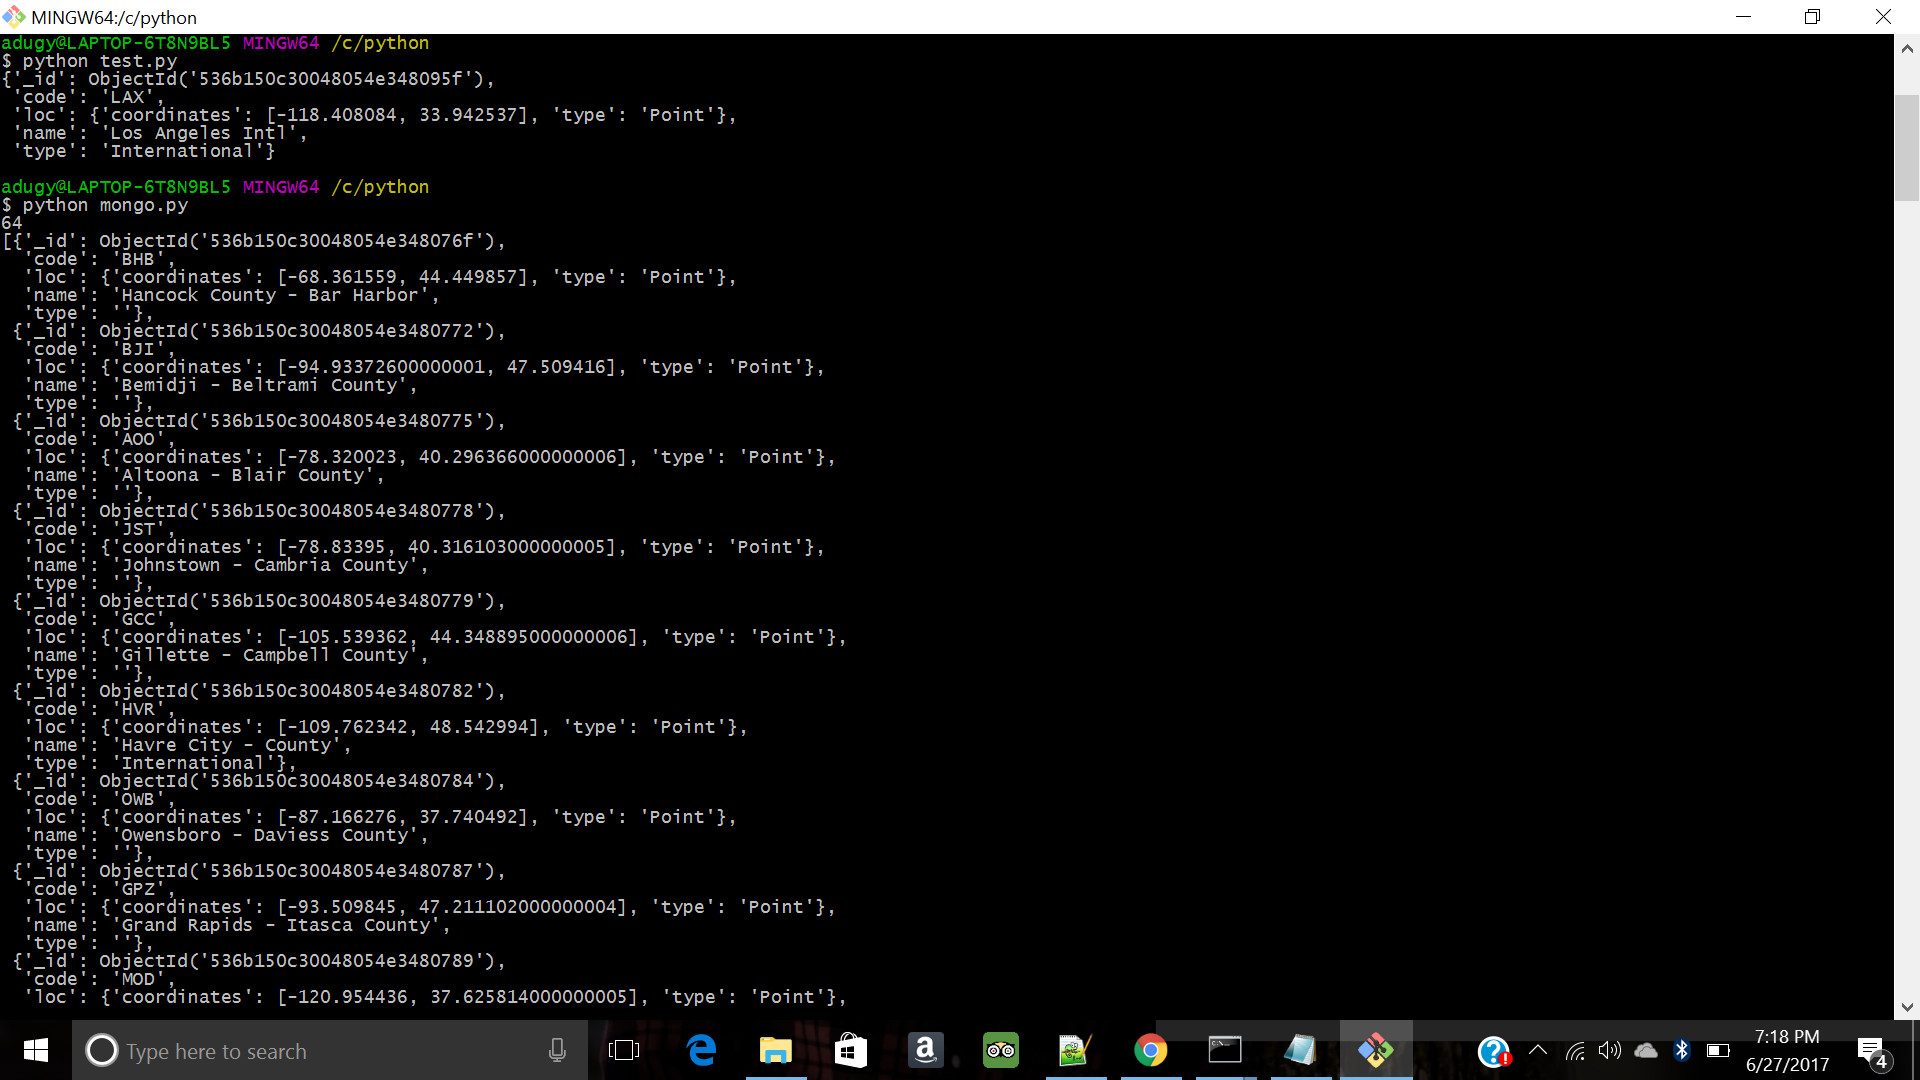 MINGW64:/c/python
adugy@LAPTOP-6T8N9BL5 MINGW64 /c/python
$ python test.py
{'_id': ObjectId('536b150c30048054e348095f'),
 'code': 'LAX',
 'loc': {'coordinates': [-118.408084, 33.942537], 'type': 'Point'},
 'name': 'Los Angeles Intl',
 'type': 'International'}
adugy@LAPTOP-6T8N9BL5 MINGW64 /c/python
$ python mongo.py
64
[{'_id': ObjectId('536b150c30048054e348076f'),
  'code': 'BHB',
  'loc': {'coordinates': [-68.361559, 44.449857], 'type': 'Point'},
  'name': 'Hancock County - Bar Harbor',
  'type': ''},
 {'_id': ObjectId('536b150c30048054e3480772'),
  'code': 'BJI',
  'loc': {'coordinates': [-94.93372600000001, 47.509416], 'type': 'Point'},
  'name': 'Bemidji - Beltrami County',
  'type': ''},
 {'_id': ObjectId('536b150c30048054e3480775'),
  'code': 'AOO',
  'loc': {'coordinates': [-78.320023, 40.296366000000006], 'type': 'Point'},
  'name': 'Altoona - Blair County',
  'type': ''},
 {'_id': ObjectId('536b150c30048054e3480778'),
  'code': 'JST',
  'loc': {'coordinates': [-78.83395, 40.316103000000005], 'type': 'Point'},
  'name': 'Johnstown - Cambria County',
  'type': ''},
 {'_id': ObjectId('536b150c30048054e3480779'),
  'code': 'GCC',
  'loc': {'coordinates': [-105.539362, 44.348895000000006], 'type': 'Point'},
  'name': 'Gillette - Campbell County',
  'type': ''},
 {'_id': ObjectId('536b150c30048054e3480782'),
  'code': 'HVR',
  'loc': {'coordinates': [-109.762342, 48.542994], 'type': 'Point'},
  'name': 'Havre City - County',
  'type': 'International'},
 {'_id': ObjectId('536b150c30048054e3480784'),
  'code': 'OWB',
  'loc': {'coordinates': [-87.166276, 37.740492], 'type': 'Point'},
  'name': 'Owensboro - Daviess County',
  'type': ''},
 {'_id': ObjectId('536b150c30048054e3480787'),
  'code': 'GPZ',
  'loc': {'coordinates': [-93.509845, 47.211102000000004], 'type': 'Point'},
  'name': 'Grand Rapids - Itasca County',
  'type': ''},
 {'_id': ObjectId('536b150c30048054e3480789'),
  'code': 'MOD',
  'loc': {'coordinates': [-120.954436, 37.625814000000005], 'type': 'Point'},
Type here to search
7:18 PM
6/27/2017
4